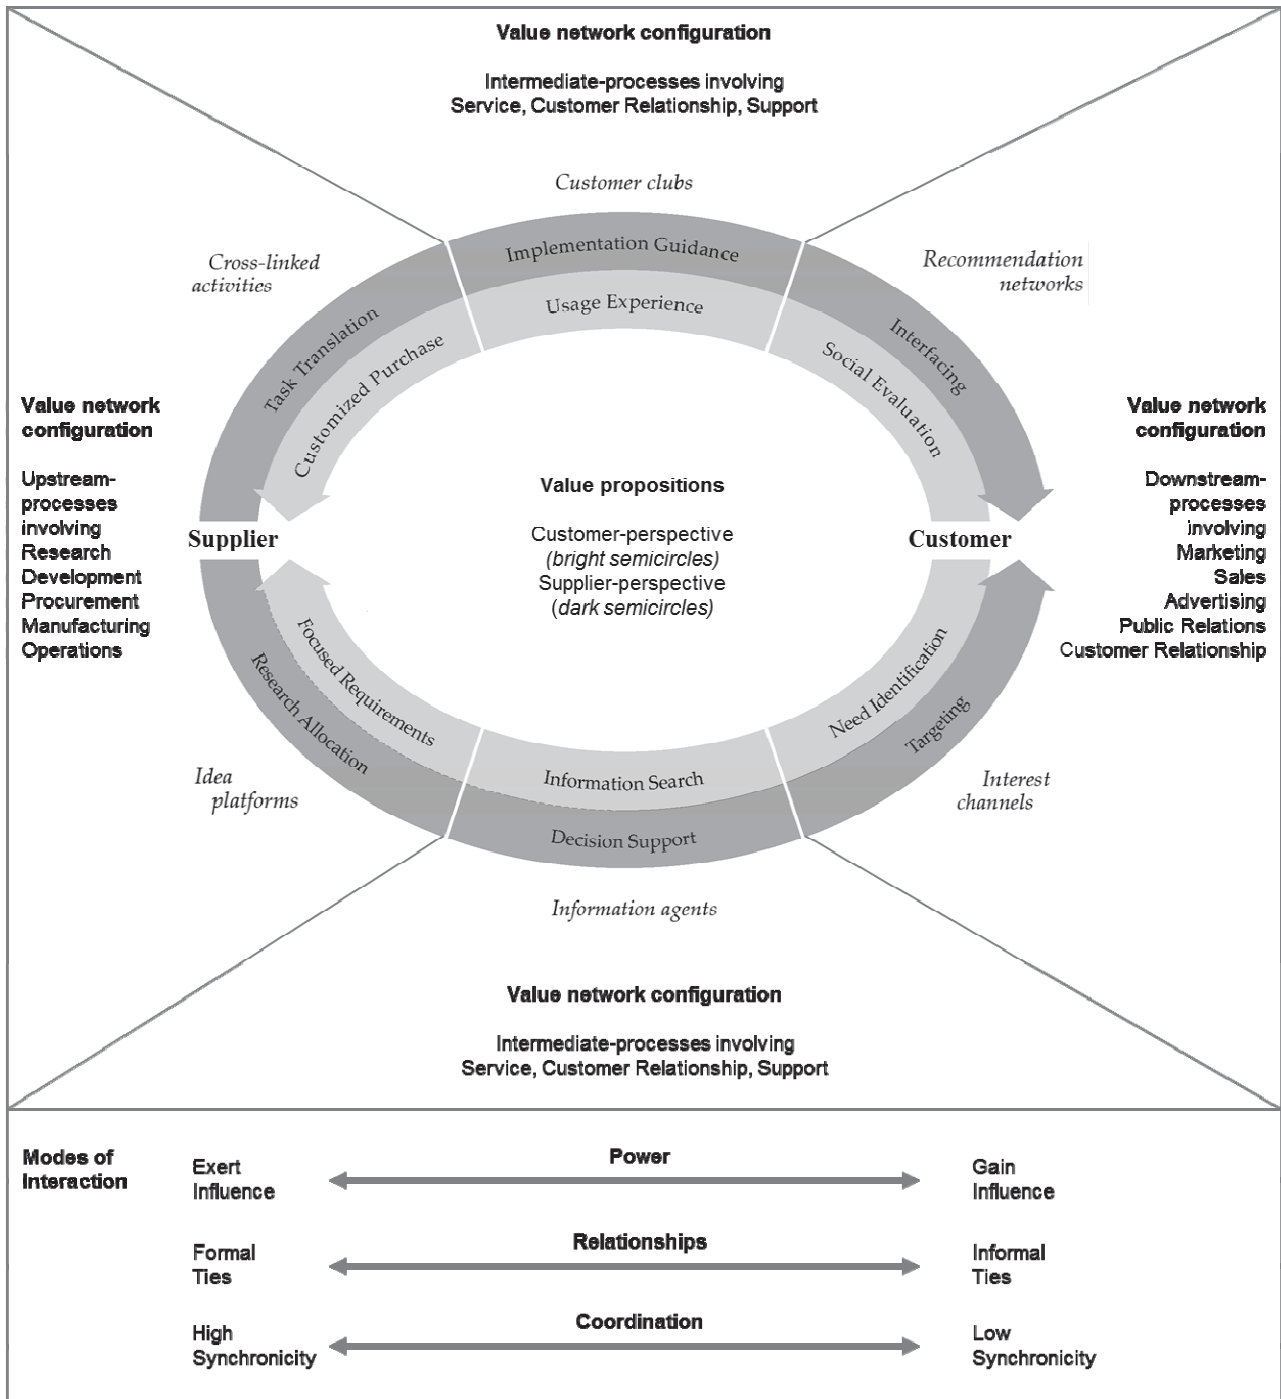 Value network configuration
Intermediate-processes involving
Service, Customer Relationship, Support
Customer clubs
Cross-linked
activities
Recommendation
networks
Implementation Guidance
Usage Experience
Task Translation
Customized Purchase
Interfacing
Social Evaluation
Value network
configuration
Upstream-
processes
involving
Research
Development
Procurement
Manufacturing
Operations
Value network
configuration
Downstream-
processes
involving
Marketing
Sales
Advertising
Public Relations
Customer Relationship
Value propositions
Customer-perspective
(bright semicircles)
Supplier-perspective
(dark semicircles)
Supplier
Customer
Focused Requirements
Research Allocation
Need Identification
Targeting
Information Search
Decision Support
Idea
platforms
Interest
channels
Information agents
Value network configuration
Intermediate-processes involving
Service, Customer Relationship, Support
Modes of
Interaction
Exert
Influence
Power
Gain
Influence
Formal
Ties
Relationships
Informal
Ties
High
Synchronicity
Coordination
Low
Synchronicity